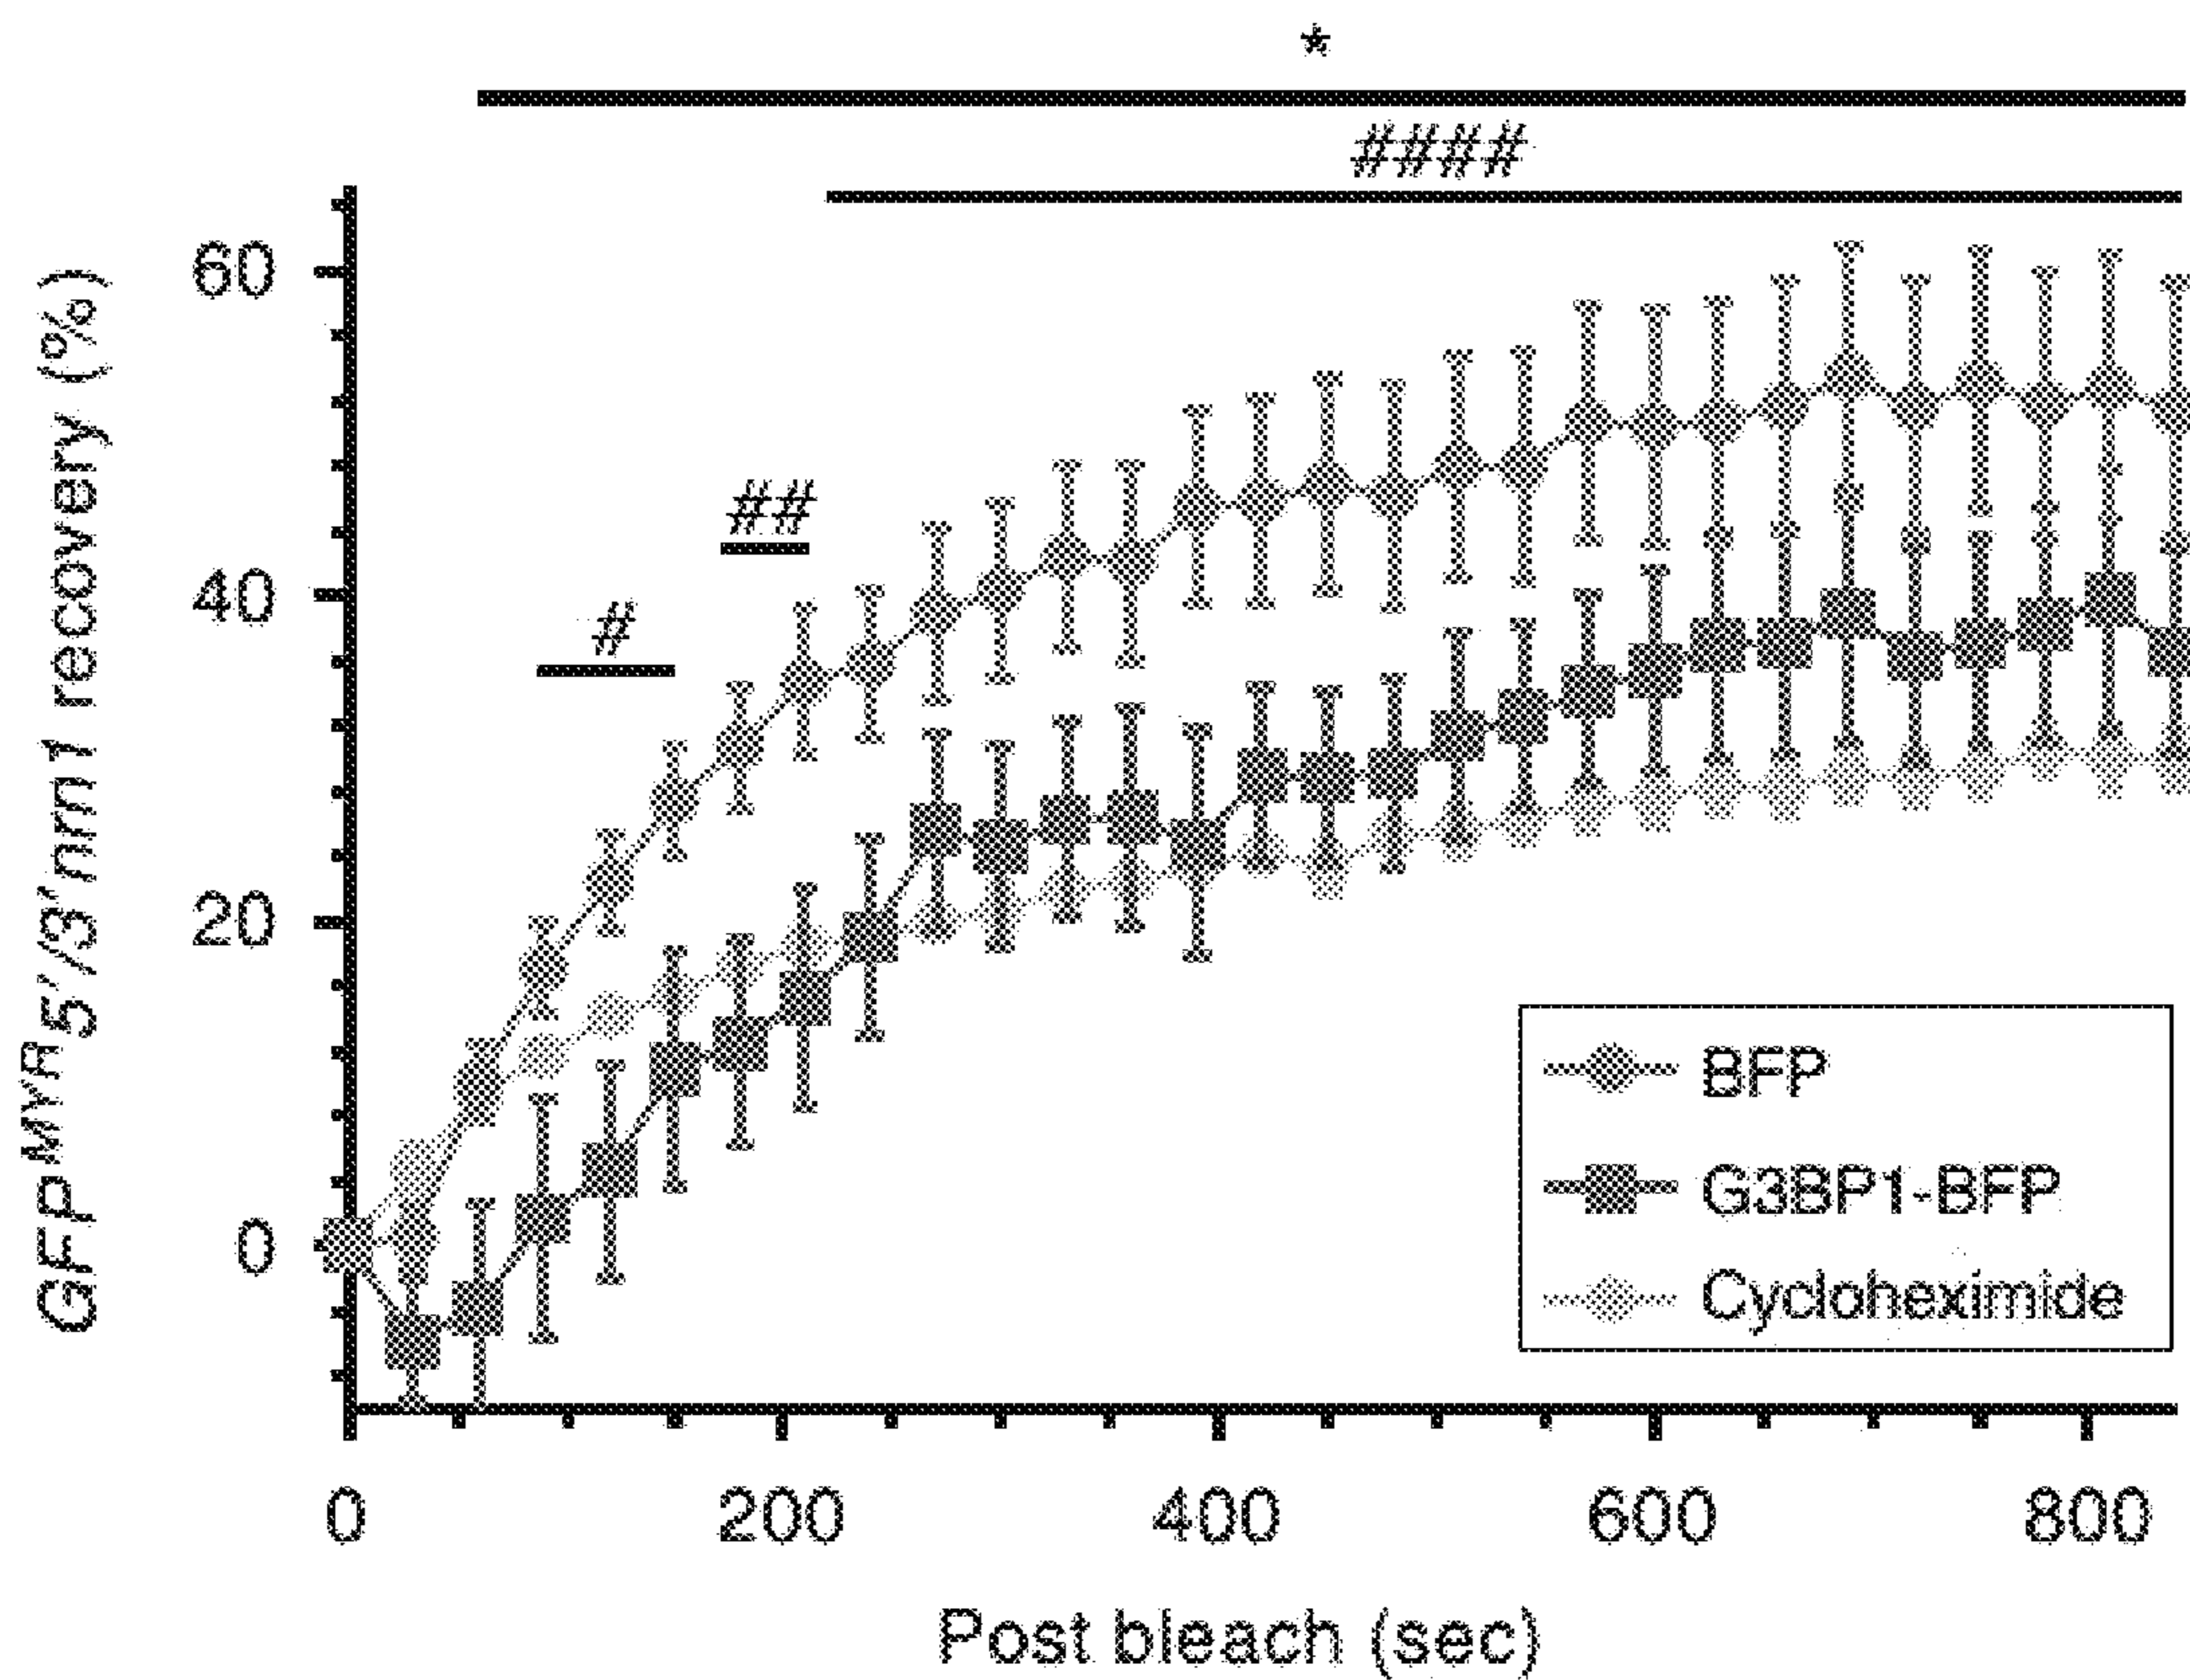 *
####
##
#
GFP^MYR 5'/3'nm1 recovery (%)
60
40
20
0
BFP
G3BP1-BFP
Cycloheximide
0 200 400 600 800
Post bleach (sec)